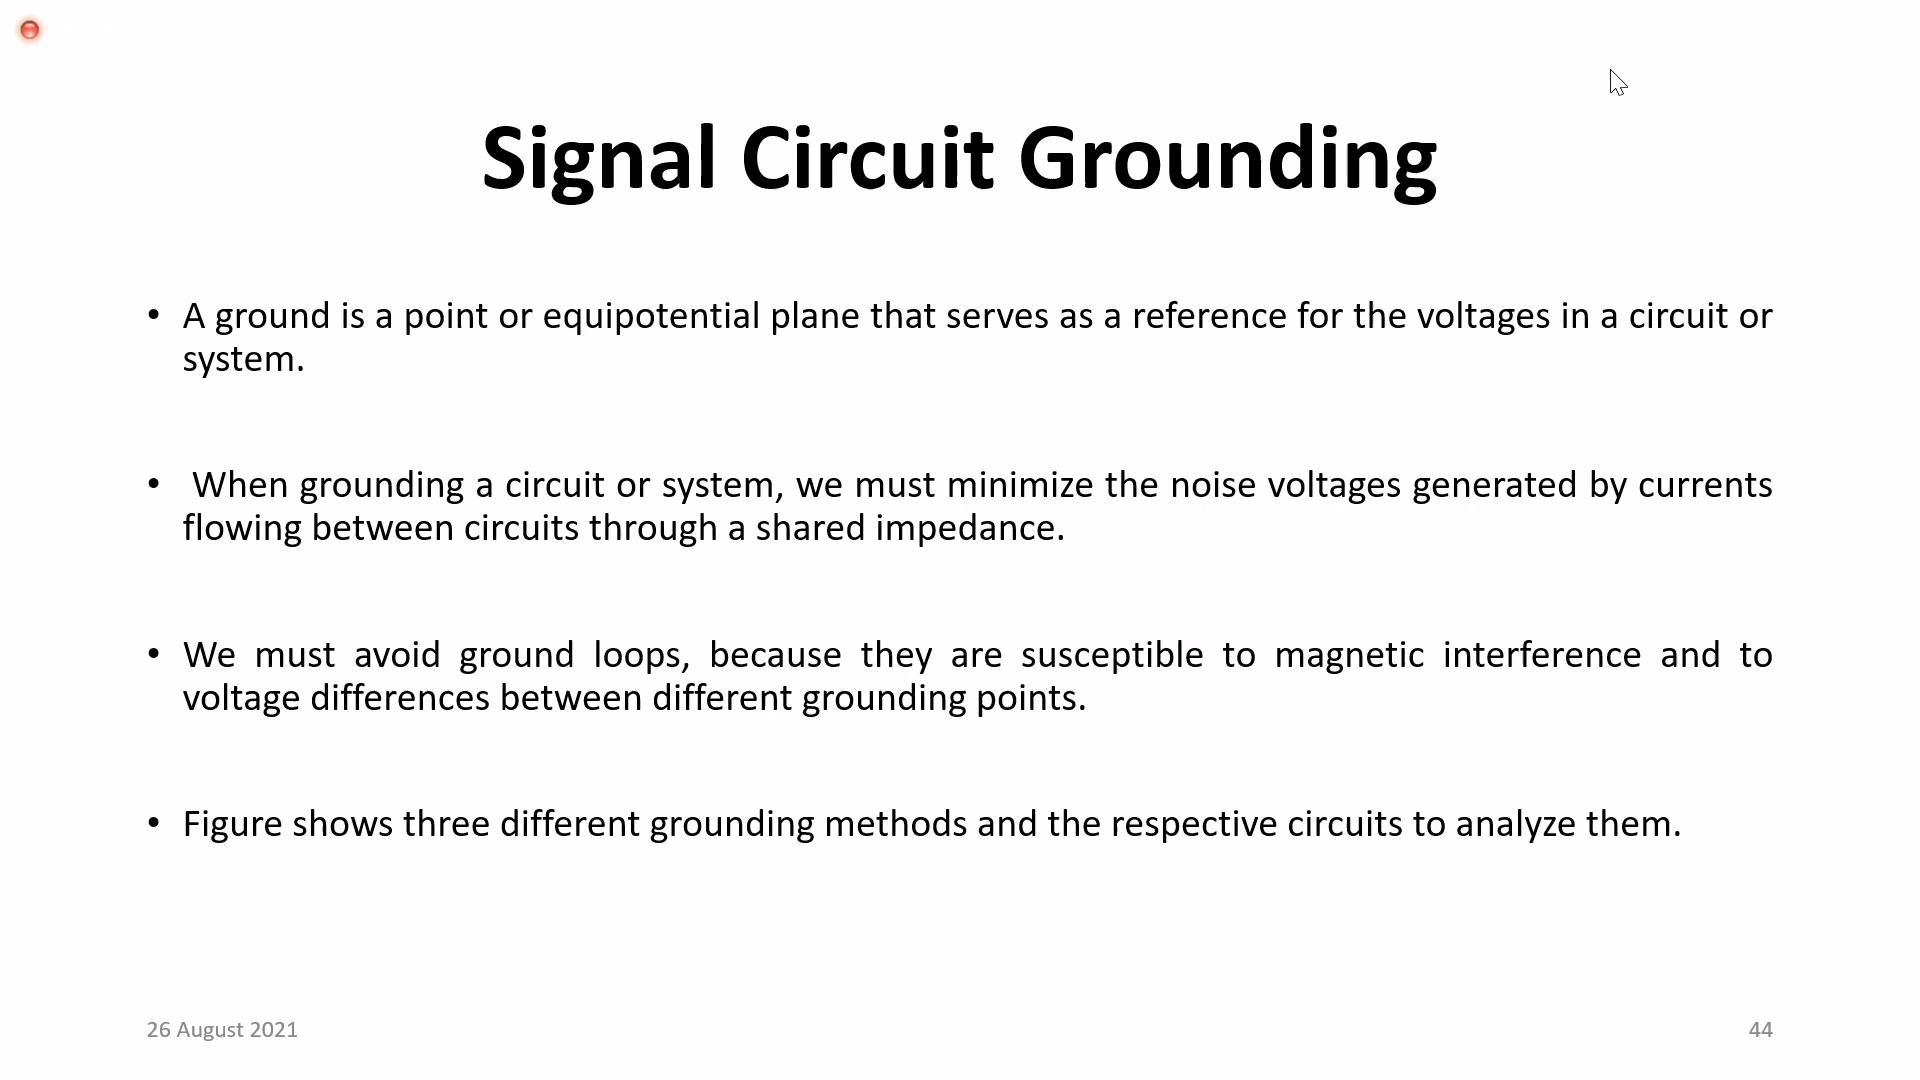 Signal Circuit Grounding
• A ground is a point or equipotential plane that serves as a reference for the voltages in a circuit or
system.
• When grounding a circuit or system, we must minimize the noise voltages generated by currents
flowing between circuits through a shared impedance.
• We must avoid ground loops, because they are susceptible to magnetic interference and to
voltage differences between different grounding points.
• Figure shows three different grounding methods and the respective circuits to analyze them.
26 August 2021
44